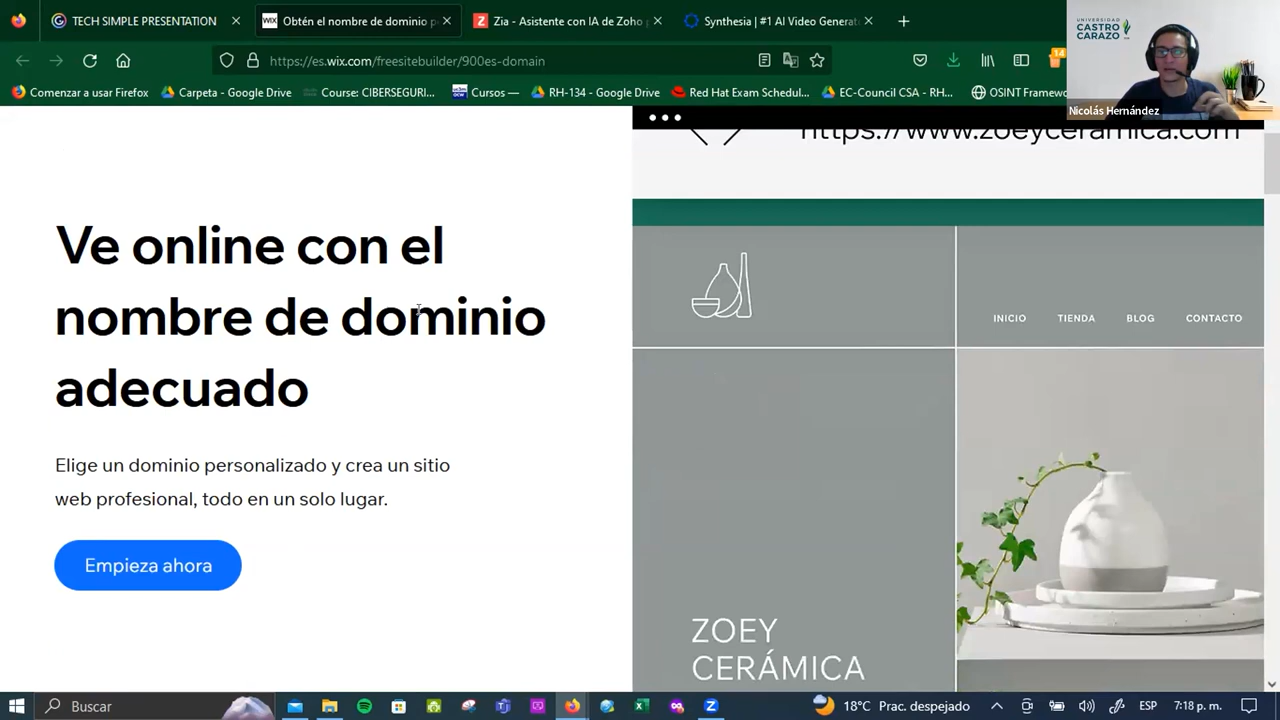 TECH SIMPLE PRESENTATION
WIX
Obtén el nombre de dominio p
Zia - Asistente con IA de Zoho p
Synthesia | #1 AI Video Generat
https://es.wix.com/freesitebuilder/900es-domain
14
Comenzar a usar Firefox
Carpeta - Google Drive
Course: CIBERSEGURI...
Cursos —
RH-134 - Google Drive
Red Hat Exam Schedul...
EC-Council CSA - RH...
OSINT Framew
UNIVERSIDAD
CASTRO
CARAZO
Nicolás Hernández
https://www.zoeyceramica.com
Ve online con el
nombre de dominio
adecuado
Elige un dominio personalizado y crea un sitio
web profesional, todo en un solo lugar.
Empieza ahora
INICIO
TIENDA
BLOG
CONTACTO
ZOEY
CERÁMICA
Buscar
18°C Prac. despejado
ESP
7:18 p. m.